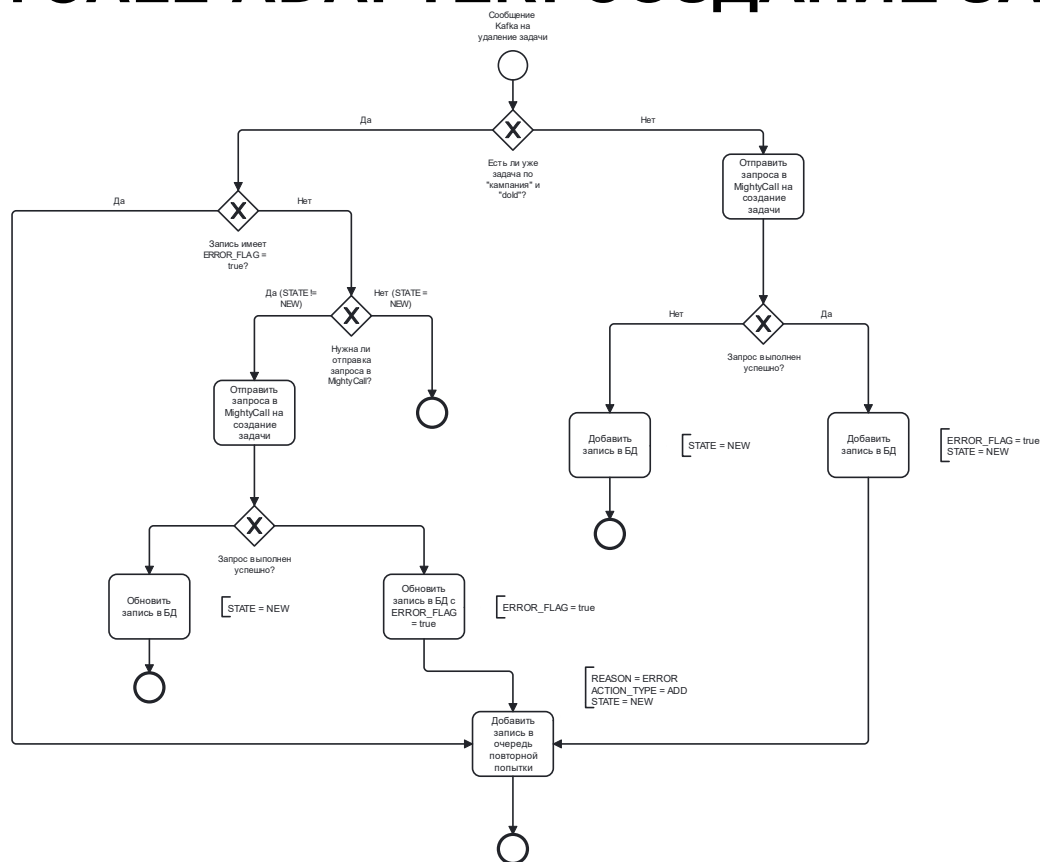 Сообщение
Kafka на
удаление задачи
Да
Нет
Есть ли уже
задача по
"кампания" и
"doId"?
Отправить
запроса в
MightyCall на
создание
задачи
Да
Нет
Запись имеет
ERROR_FLAG =
true?
Да (STATE !=
NEW)
Нет (STATE =
NEW)
Нужна ли
отправка
запроса в
MightyCall?
Нет
Да
Запрос выполнен
успешно?
Отправить
запроса в
MightyCall на
создание
задачи
Добавить
запись в БД
STATE = NEW
Добавить
запись в БД
ERROR_FLAG = true
STATE = NEW
Запрос выполнен
успешно?
Обновить
запись в БД
STATE = NEW
Обновить
запись в БД с
ERROR_FLAG
= true
ERROR_FLAG = true
REASON = ERROR
ACTION_TYPE = ADD
STATE = NEW
Добавить
запись в
очередь
повторной
попытки